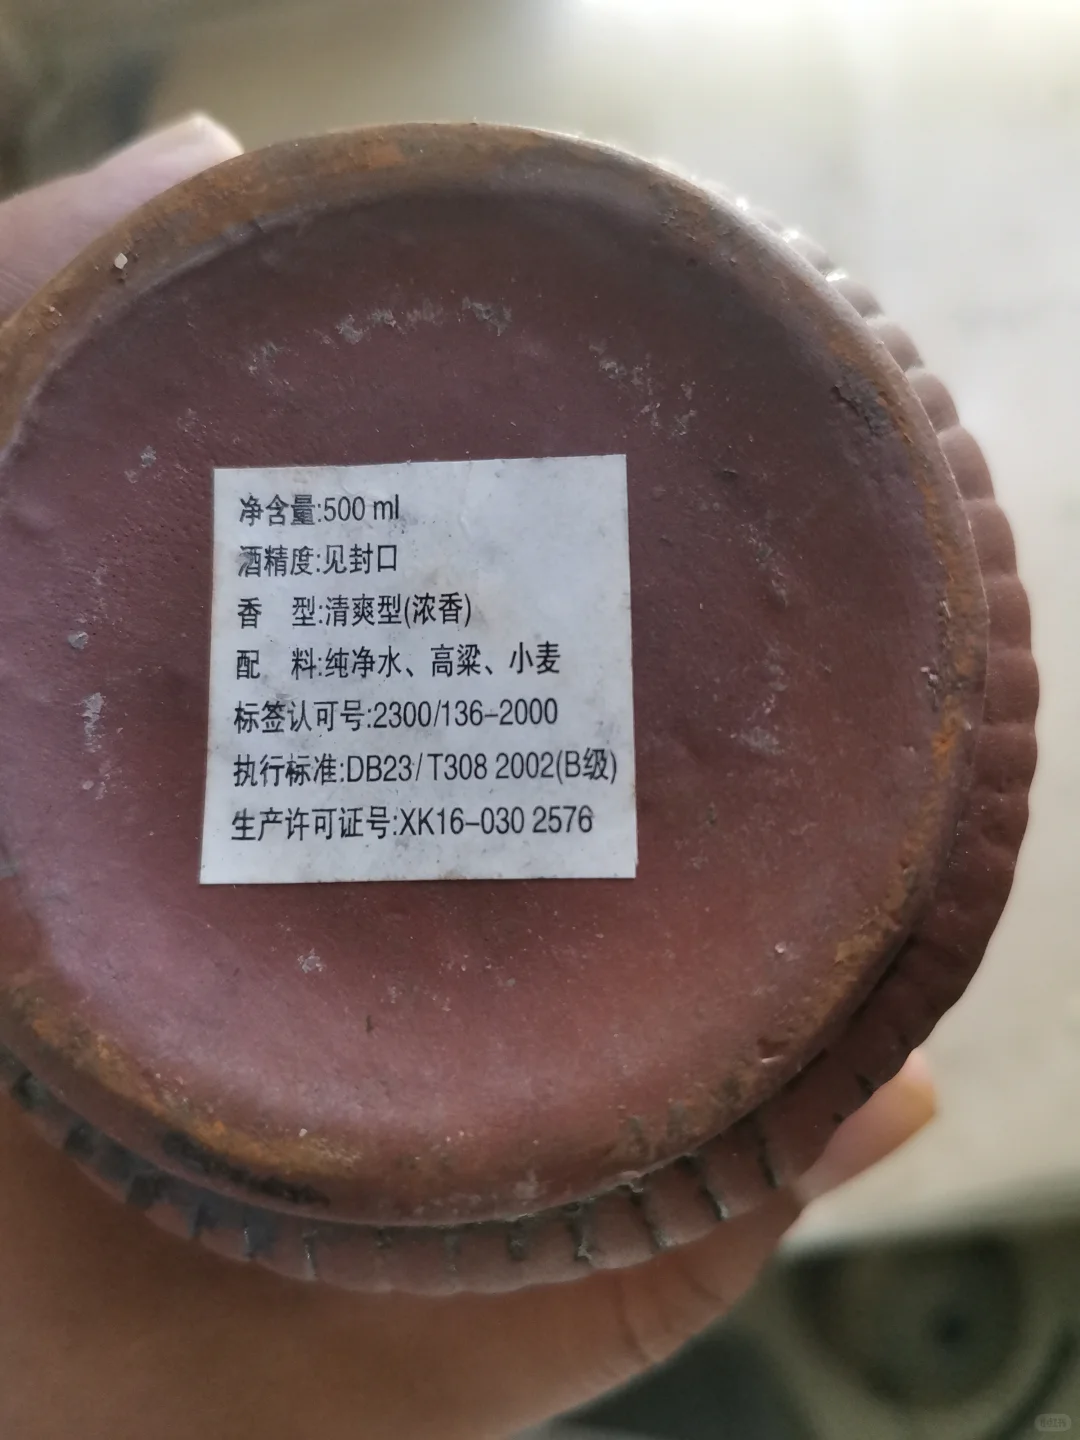 净含量:500 ml
酒精度:见封口
香 型:清爽型(浓香)
配 料:纯净水、高粱、小麦
标签认可号:2300/136-2000
执行标准:DB23/T308 2002(B级)
生产许可证号:XK16-030 2576